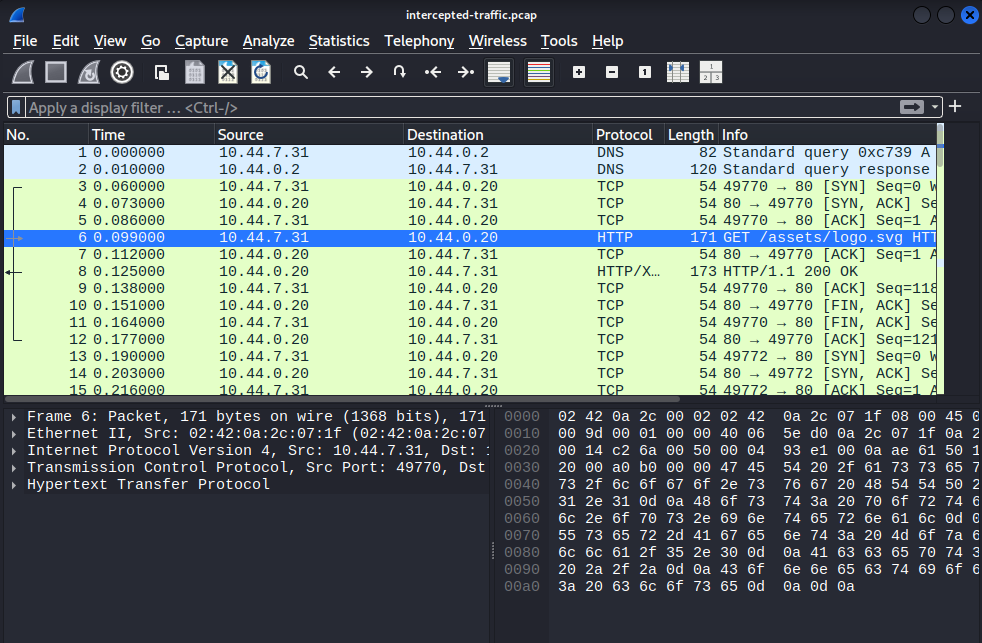 intercepted-traffic.pcap
File Edit View Go Capture Analyze Statistics Telephony Wireless Tools Help
Apply a display filter ... <Ctrl-/>
No. Time Source Destination Protocol Length Info
1 0.000000 10.44.7.31 10.44.0.2 DNS 82 Standard query 0xc739 A
2 0.010000 10.44.0.2 10.44.7.31 DNS 120 Standard query response
3 0.060000 10.44.7.31 10.44.0.20 TCP 54 49770 → 80 [SYN] Seq=0 W
4 0.073000 10.44.0.20 10.44.7.31 TCP 54 80 → 49770 [SYN, ACK] Se
5 0.086000 10.44.7.31 10.44.0.20 TCP 54 49770 → 80 [ACK] Seq=1 A
6 0.099000 10.44.7.31 10.44.0.20 HTTP 171 GET /assets/logo.svg HTT
7 0.112000 10.44.0.20 10.44.7.31 TCP 54 80 → 49770 [ACK] Seq=1 A
8 0.125000 10.44.0.20 10.44.7.31 HTTP/X… 173 HTTP/1.1 200 OK
9 0.138000 10.44.7.31 10.44.0.20 TCP 54 49770 → 80 [ACK] Seq=118
10 0.151000 10.44.0.20 10.44.7.31 TCP 54 80 → 49770 [FIN, ACK] Se
11 0.164000 10.44.7.31 10.44.0.20 TCP 54 49770 → 80 [FIN, ACK] Se
12 0.177000 10.44.0.20 10.44.7.31 TCP 54 80 → 49770 [ACK] Seq=121
13 0.190000 10.44.7.31 10.44.0.20 TCP 54 49772 → 80 [SYN] Seq=0 W
14 0.203000 10.44.0.20 10.44.7.31 TCP 54 80 → 49772 [SYN, ACK] Se
15 0.216000 10.44.7.31 10.44.0.20 TCP 54 49772 → 80 [ACK] Seq=1 A
Frame 6: Packet, 171 bytes on wire (1368 bits), 171
Ethernet II, Src: 02:42:0a:2c:07:1f (02:42:0a:2c:07
Internet Protocol Version 4, Src: 10.44.7.31, Dst: 1
Transmission Control Protocol, Src Port: 49770, Dst
Hypertext Transfer Protocol
0000 02 42 0a 2c 00 02 02 42 0a 2c 07 1f 08 00 45 0
0010 00 9d 00 01 00 00 40 06 5e d0 0a 2c 07 1f 0a 2
0020 00 14 c2 6a 00 50 00 04 93 e1 00 0a ae 61 50 1
0030 20 00 a0 b0 00 00 47 45 54 20 2f 61 73 73 65 7
0040 73 2f 6c 6f 67 6f 2e 73 76 67 20 48 54 54 50 2
0050 31 2e 31 0d 0a 48 6f 73 74 3a 20 70 6f 72 74 6
0060 6c 2e 6f 70 73 2e 69 6e 74 65 72 6e 61 6c 0d 0
0070 55 73 65 72 2d 41 67 65 6e 74 3a 20 4d 6f 7a 6
0080 6c 6c 61 2f 35 2e 30 0d 0a 41 63 63 65 70 74 3
0090 20 2a 2f 2a 0d 0a 43 6f 6e 6e 65 63 74 69 6f 6
00a0 3a 20 63 6c 6f 73 65 0d 0a 0d 0a